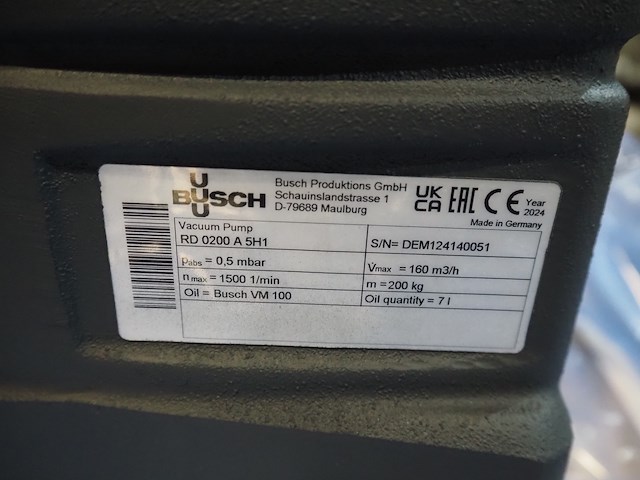 BUSCH
Busch Produktions GmbH
Schauinslandstrasse 1
D-79689 Maulburg
UK CA EAC CE Year 2024
Made in Germany
Vacuum Pump
RD 0200 A 5H1
S/N= DEM124140051
pabs = 0,5 mbar
V̇max = 160 m3/h
nmax = 1500 1/min
m = 200 kg
Oil = Busch VM 100
Oil quantity = 7 l